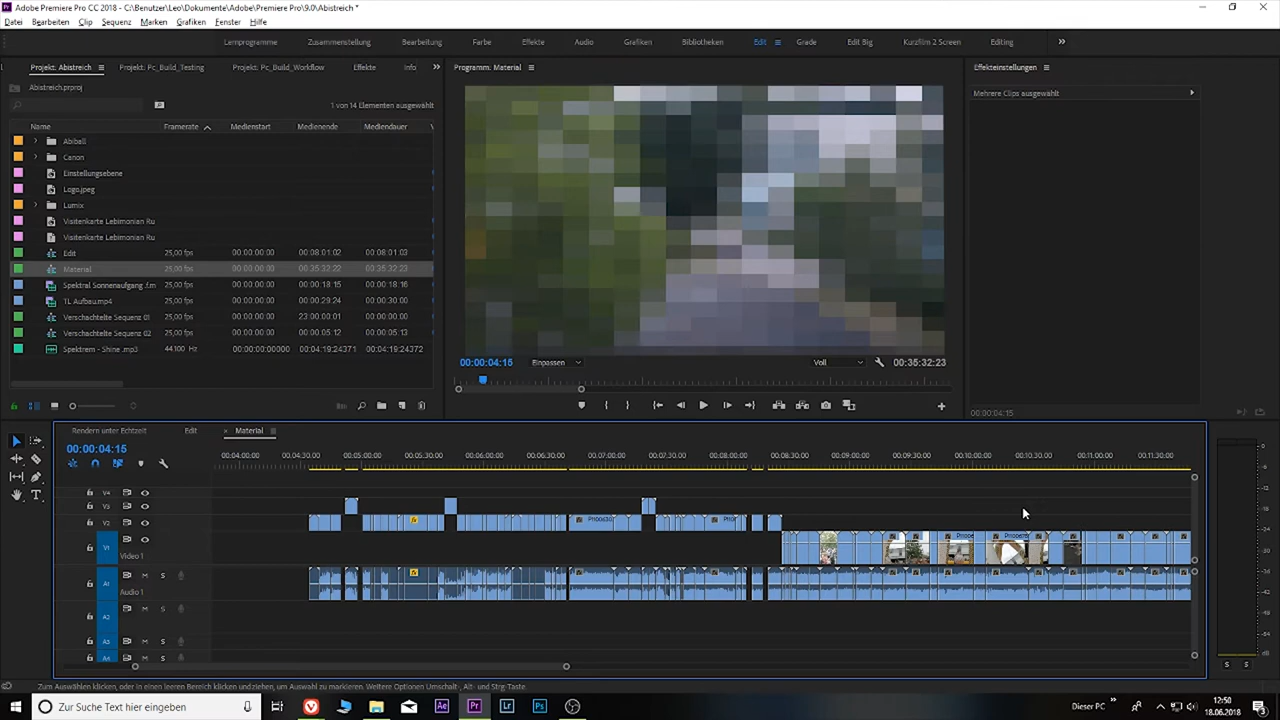 Adobe Premiere Pro CC 2018 - C:\Benutzer\Leo\Dokumente\Adobe\Premiere Pro\9.0\Abistreich *
Datei Bearbeiten Clip Sequenz Marken Grafiken Fenster Hilfe
Lernprogramme Zusammenstellung Bearbeitung Farbe Effekte Audio Grafiken Bibliotheken Edit Grade Edit Big Kurzfilm 2 Screen Editing
Projekt: Abistreich Projekt: Pc_Build_Testing Projekt: Pc_Build_Workflow Effekte Info Programm: Material Effekteinstellungen
Abistreich.prproj Mehrere Clips ausgewählt
1 von 14 Elementen ausgewählt
Name Framerate Medienstart Medienende Mediendauer
Abiball
Canon
Einstellungsebene
Logo.jpeg
Lumix
Visitenkarte Lebimonian Ru
Visitenkarte Lebimonian Ru
Edit 25,00 fps 00:00:00:00 00:08:01:02 00:08:01:03
Material 25,00 fps 00:00:00:00 00:35:32:22 00:35:32:23
Spektral Sonnenaufgang .f.m 25,00 fps 00:00:00:00 00:00:18:15 00:00:18:16
TL Aufbau.mp4 25,00 fps 00:00:00:00 00:00:29:24 00:00:30:00
Verschachtelte Sequenz 01 25,00 fps 00:00:00:00 23:00:00:01 00:00:00:00
Verschachtelte Sequenz 02 25,00 fps 00:00:00:00 00:00:05:12 00:00:05:13
Spektrem - Shine .mp3 44.100 Hz 00:00:00:00000 00:04:19:24371 00:04:19:24372
00:00:04:15 Einpassen Voll 00:35:32:23
00:00:04:15
Rendern unter Echtzeit Edit Material
00:00:04:15
00:04:00:00 00:04:30:00 00:05:00:00 00:05:30:00 00:06:00:00 00:06:30:00 00:07:00:00 00:07:30:00 00:08:00:00 00:08:30:00 00:09:00:00 00:09:30:00 00:10:00:00 00:10:30:00 00:11:00:00 00:11:30:00
V4
V3
V2
V1
Video 1
A1 M S
Audio 1
A2 M S
A3 M S
A4 M S
S S
Zum Auswählen klicken, oder in einen leeren Bereich klicken und ziehen, um Auswahl zu markieren. Weitere Optionen Umschalt-, Alt- und Strg-Taste.
Zur Suche Text hier eingeben Ae Pr Lr Ps Dieser PC 12:50
18.06.2018